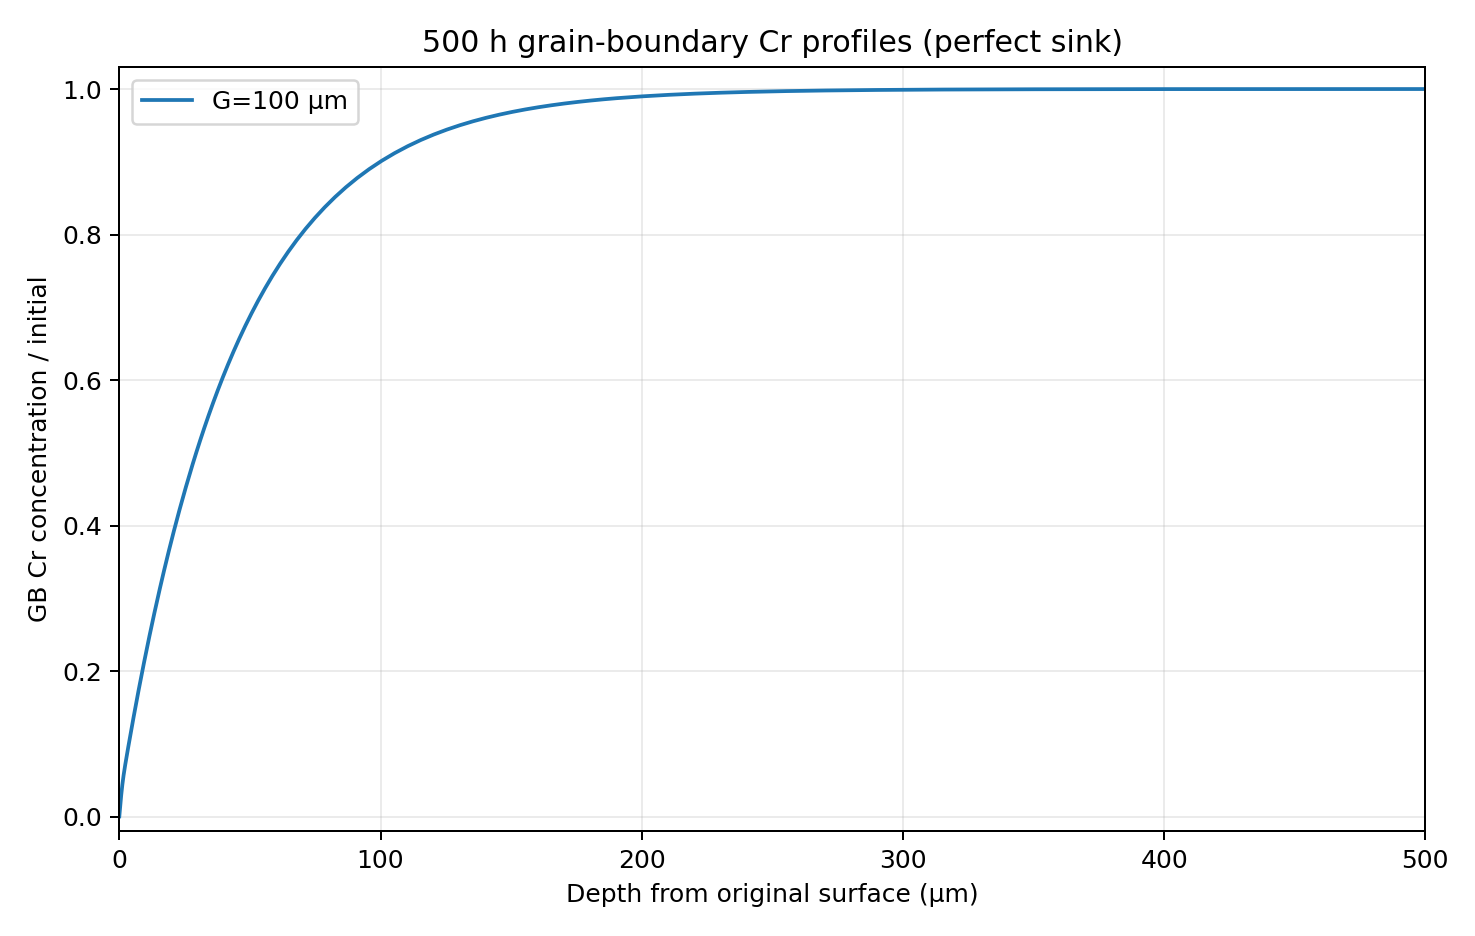 500 h grain-boundary Cr profiles (perfect sink)
G=100 μm
GB Cr concentration / initial
1.0
0.8
0.6
0.4
0.2
0.0
0 100 200 300 400 500
Depth from original surface (μm)